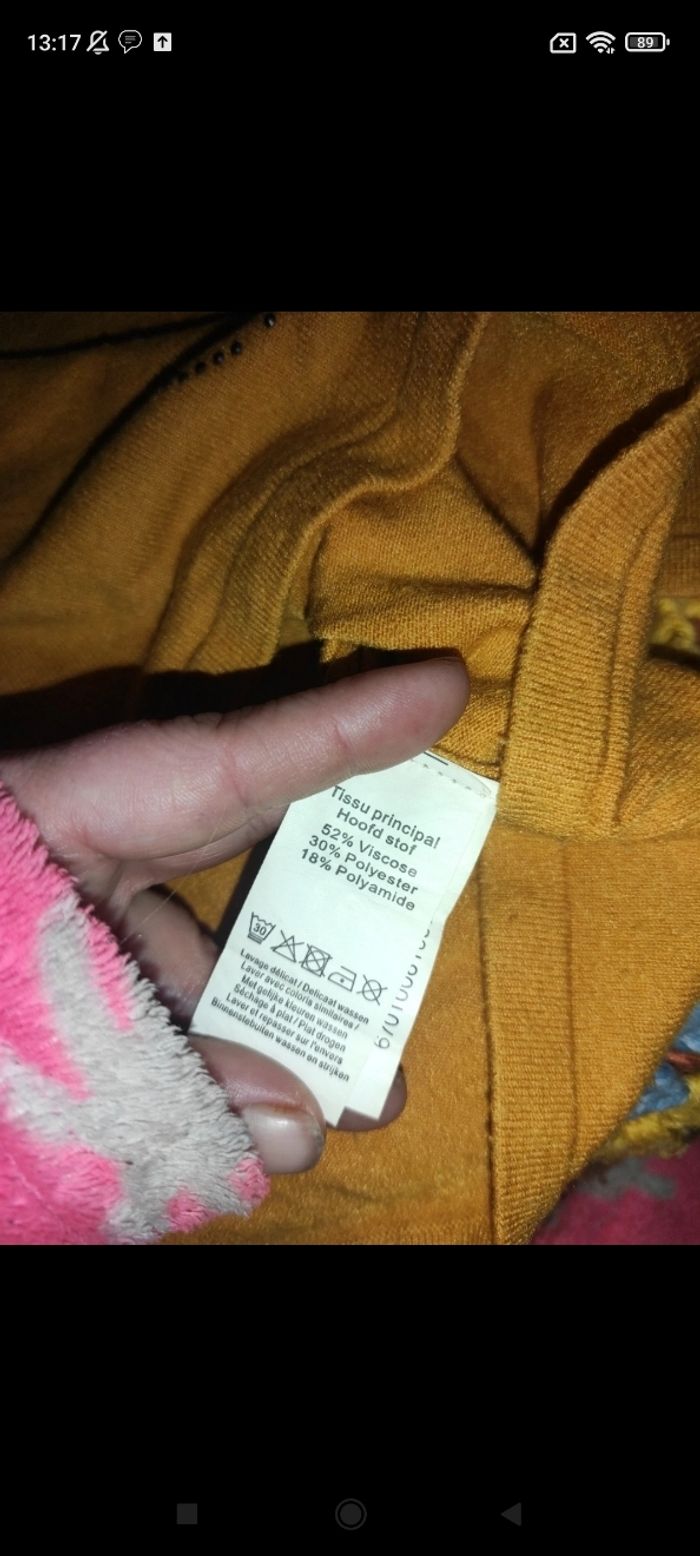 13:17
89
Tissu principal
Hoofd stof
52% Viscose
30% Polyester
18% Polyamide
30
Lavage délicat / Delicaat wassen
Laver avec coloris similaires /
Met gelijke kleuren wassen
Séchage à plat / Plat drogen
Laver et repasser sur l'envers
Binnenstebuiten wassen en strijken